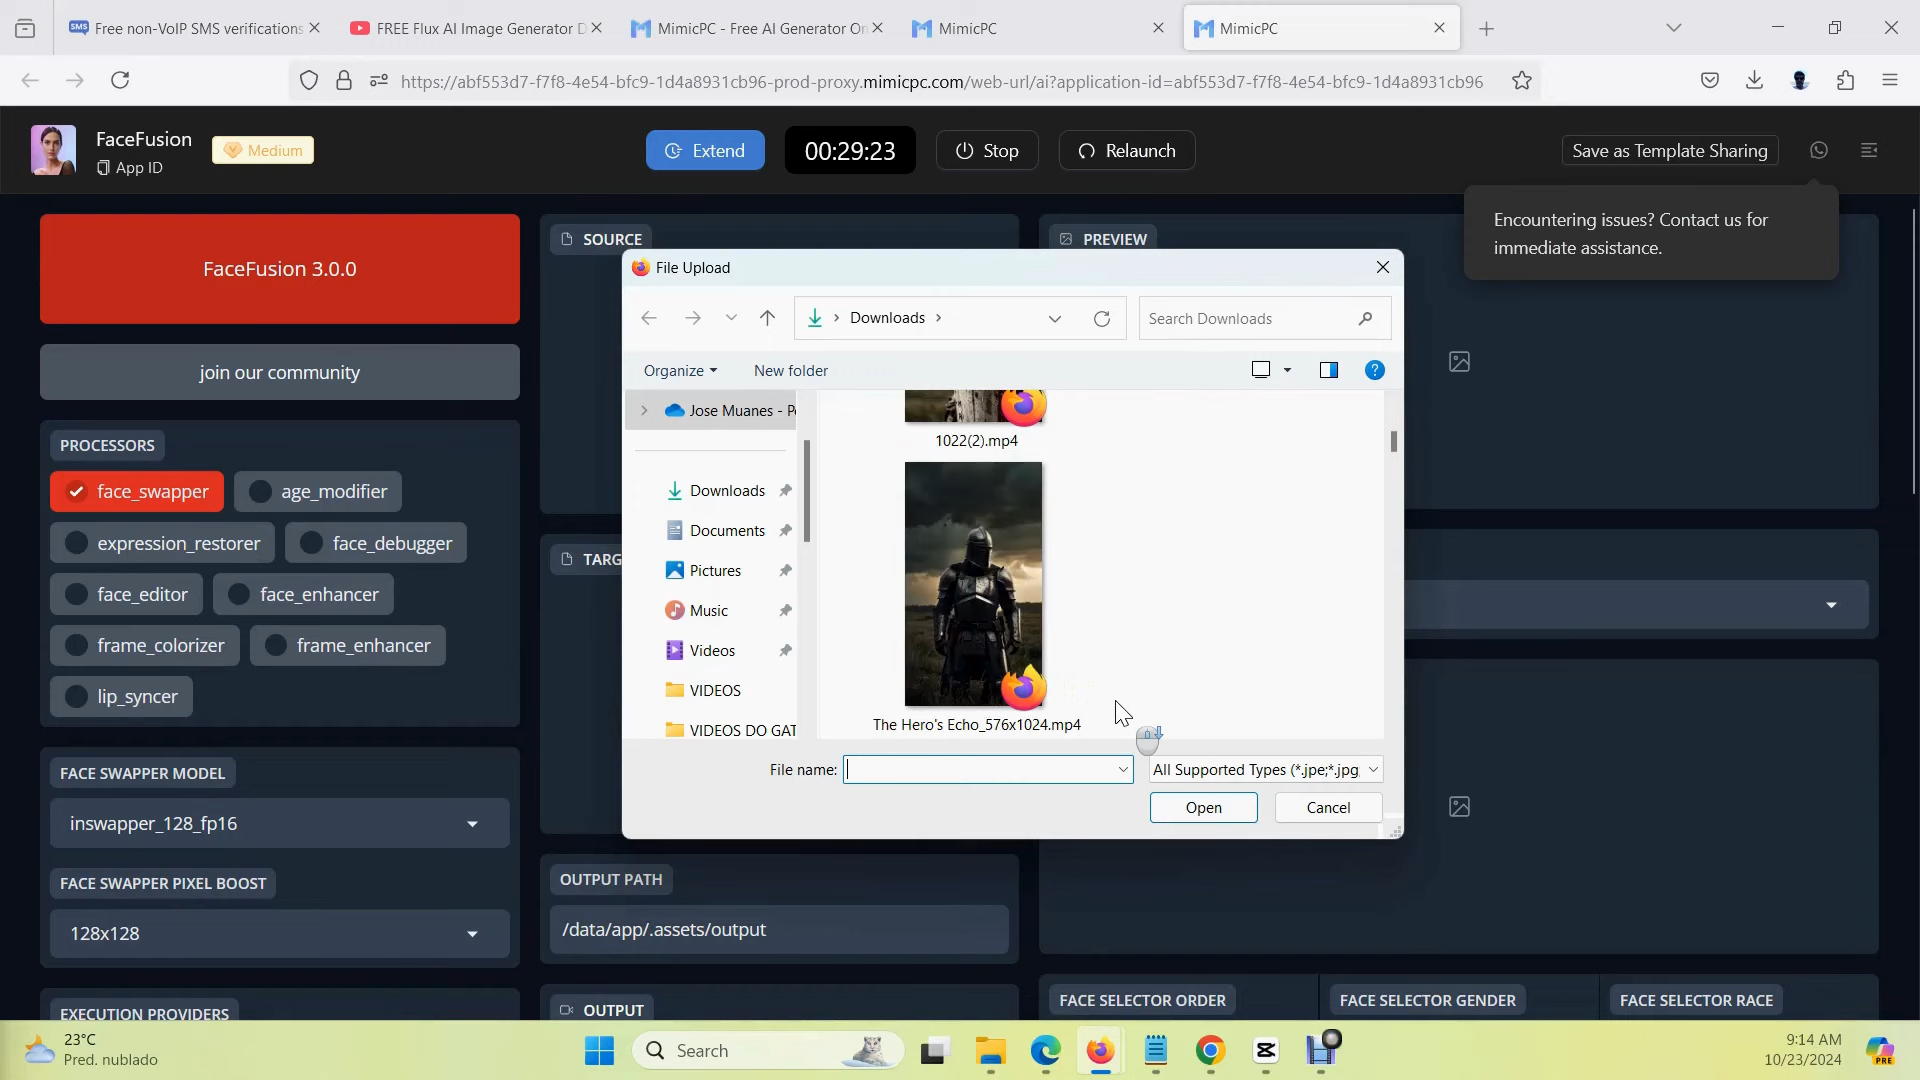 Free non-VoIP SMS verifications
FREE Flux AI Image Generator D
MimicPC - Free AI Generator On
MimicPC
MimicPC
https://abf553d7-f7f8-4e54-bfc9-1d4a8931cb96-prod-proxy.mimicpc.com/web-url/ai?application-id=abf553d7-f7f8-4e54-bfc9-1d4a8931cb96
FaceFusion
App ID
Medium
Extend
00:29:23
Stop
Relaunch
Save as Template Sharing
Encountering issues? Contact us for
immediate assistance.
FaceFusion 3.0.0
join our community
PROCESSORS
face_swapper
age_modifier
expression_restorer
face_debugger
face_editor
face_enhancer
frame_colorizer
frame_enhancer
lip_syncer
FACE SWAPPER MODEL
inswapper_128_fp16
FACE SWAPPER PIXEL BOOST
128x128
EXECUTION PROVIDERS
SOURCE
TARG
OUTPUT PATH
/data/app/.assets/output
OUTPUT
PREVIEW
FACE SELECTOR ORDER
FACE SELECTOR GENDER
FACE SELECTOR RACE
File Upload
Downloads
Search Downloads
Organize
New folder
Jose Muanes - Pe
Downloads
Documents
Pictures
Music
Videos
VIDEOS
VIDEOS DO GAT
1022(2).mp4
The Hero's Echo_576x1024.mp4
File name:
All Supported Types (*.jpe;*.jpg;
Open
Cancel
23°C
Pred. nublado
Search
9:14 AM
10/23/2024
PRE